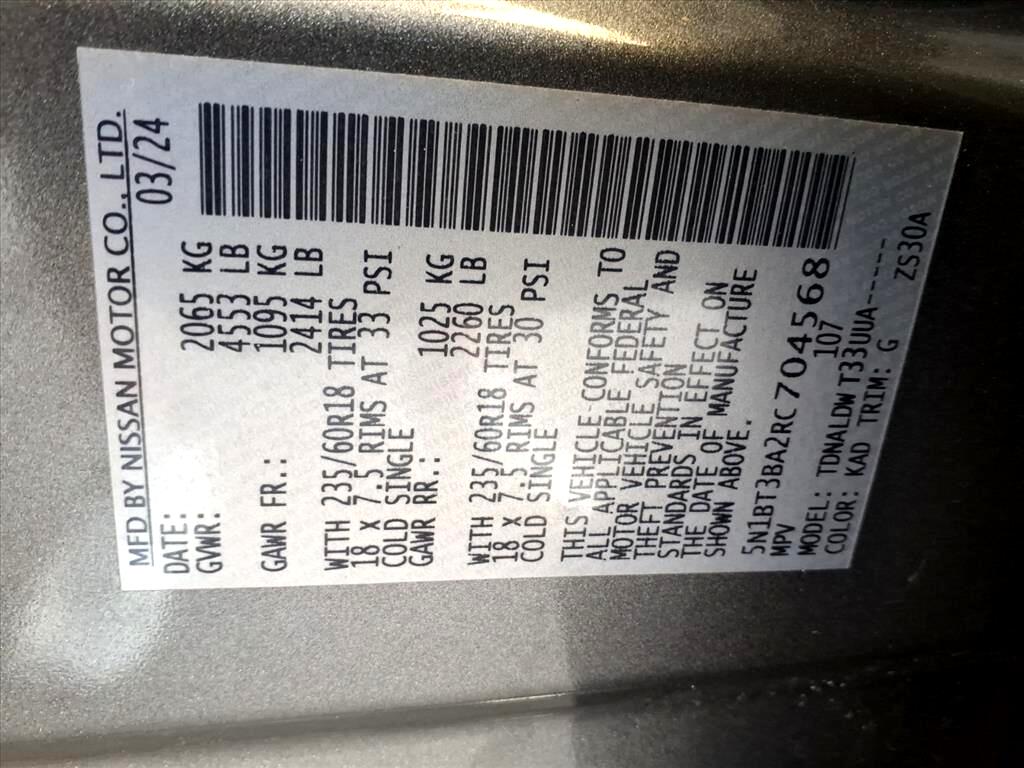 MFD BY NISSAN MOTOR CO., LTD.
DATE: 03/24
GVWR: 2065 KG
4553 LB
GAWR FR.: 1095 KG
2414 LB
WITH 235/60R18 TIRES
18 X 7.5 RIMS AT 33 PSI
COLD SINGLE
GAWR RR.: 1025 KG
2260 LB
WITH 235/60R18 TIRES
18 X 7.5 RIMS AT 30 PSI
COLD SINGLE
THIS VEHICLE CONFORMS TO
ALL APPLICABLE FEDERAL
MOTOR VEHICLE SAFETY AND
THEFT PREVENTION
STANDARDS IN EFFECT ON
THE DATE OF MANUFACTURE
SHOWN ABOVE.
5N1BT3BA2RC704568
MPV 107
MODEL: TDNALDWT33UUA-----
COLOR: KAD TRIM: G ZS30A